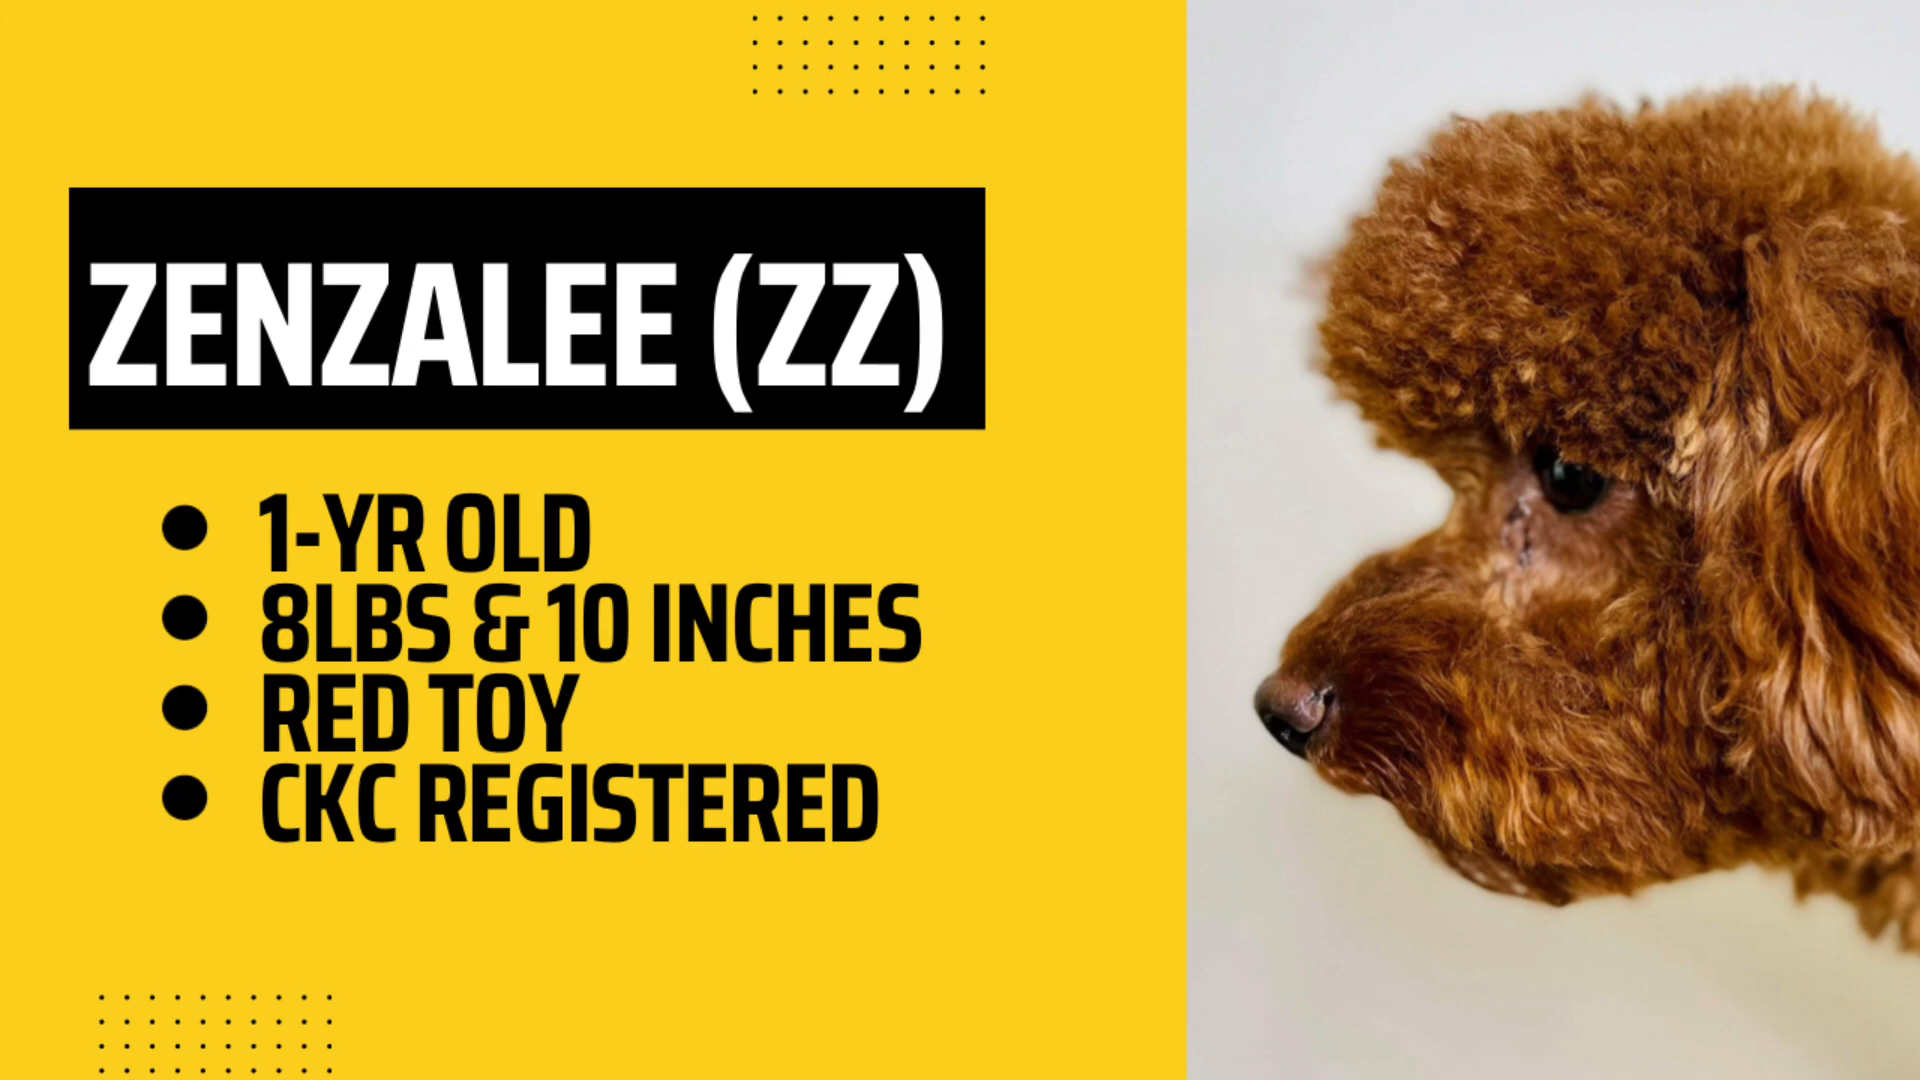 ZENZALEE (ZZ)
1-YR OLD
8LBS & 10 INCHES
RED TOY
CKC REGISTERED